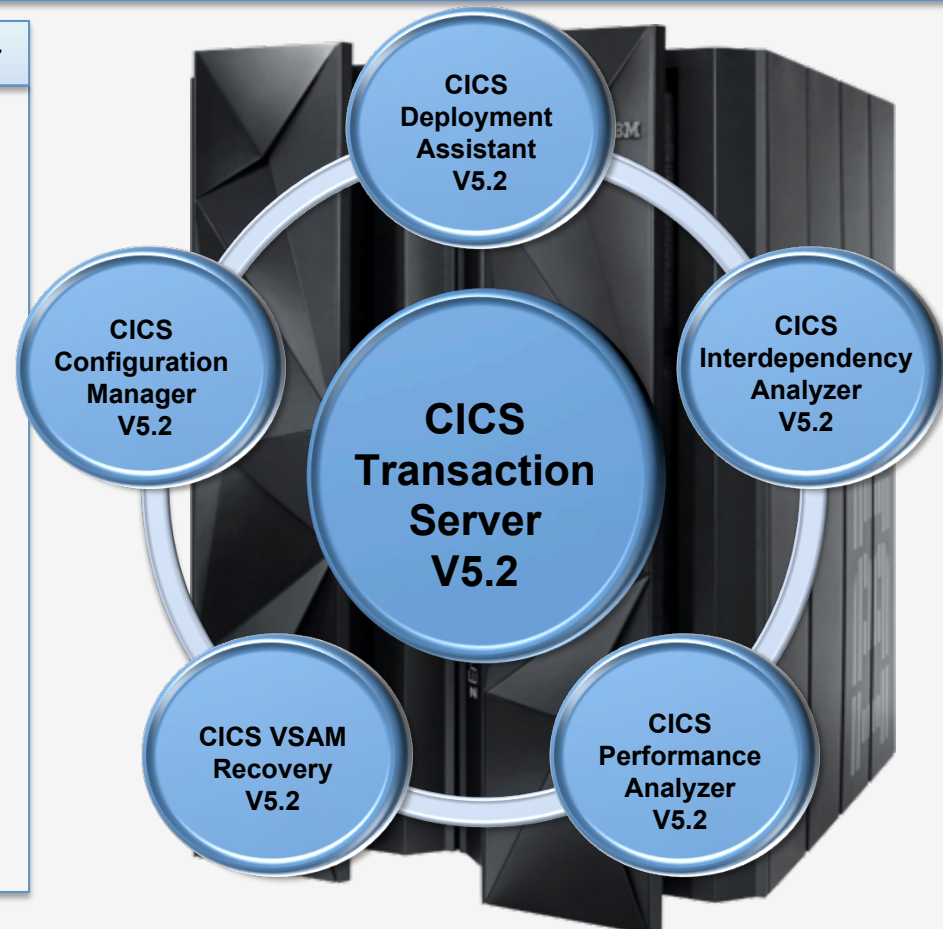 CICS
Deployment
Assistant
V5.2
CICS
Configuration
Manager
V5.2
CICS
Interdependency
Analyzer
V5.2
CICS
Transaction
Server
V5.2
CICS VSAM
Recovery
V5.2
CICS
Performance
Analyzer
V5.2